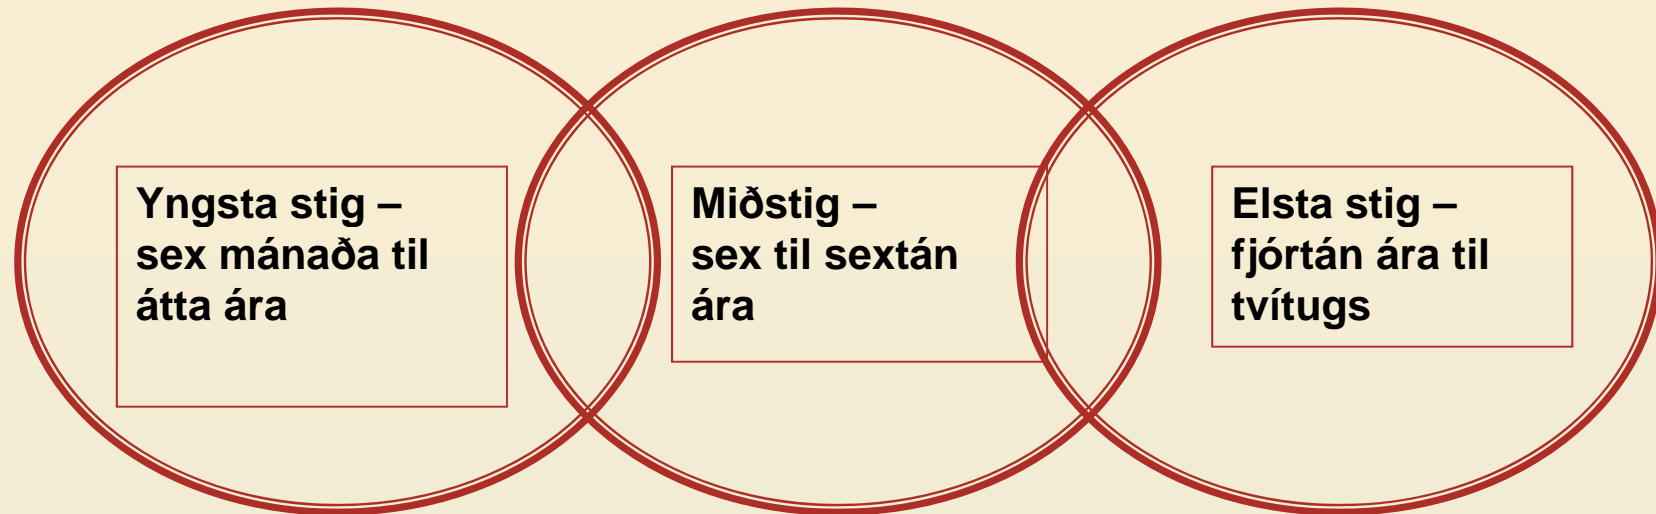 Yngsta stig –
sex mánaða til
átta ára
Miðstig –
sex til sextán
ára
Elsta stig –
fjórtán ára til
tvítugs